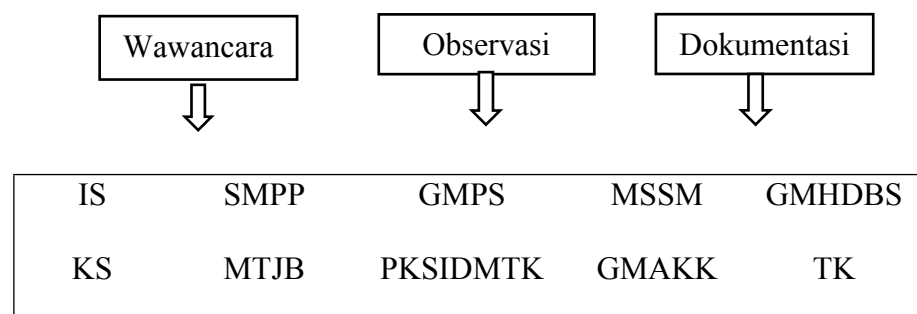 Wawancara Observasi Dokumentasi
IS SMPP GMPS MSSM GMHDBS
KS MTJB PKSIDMTK GMAKK TK